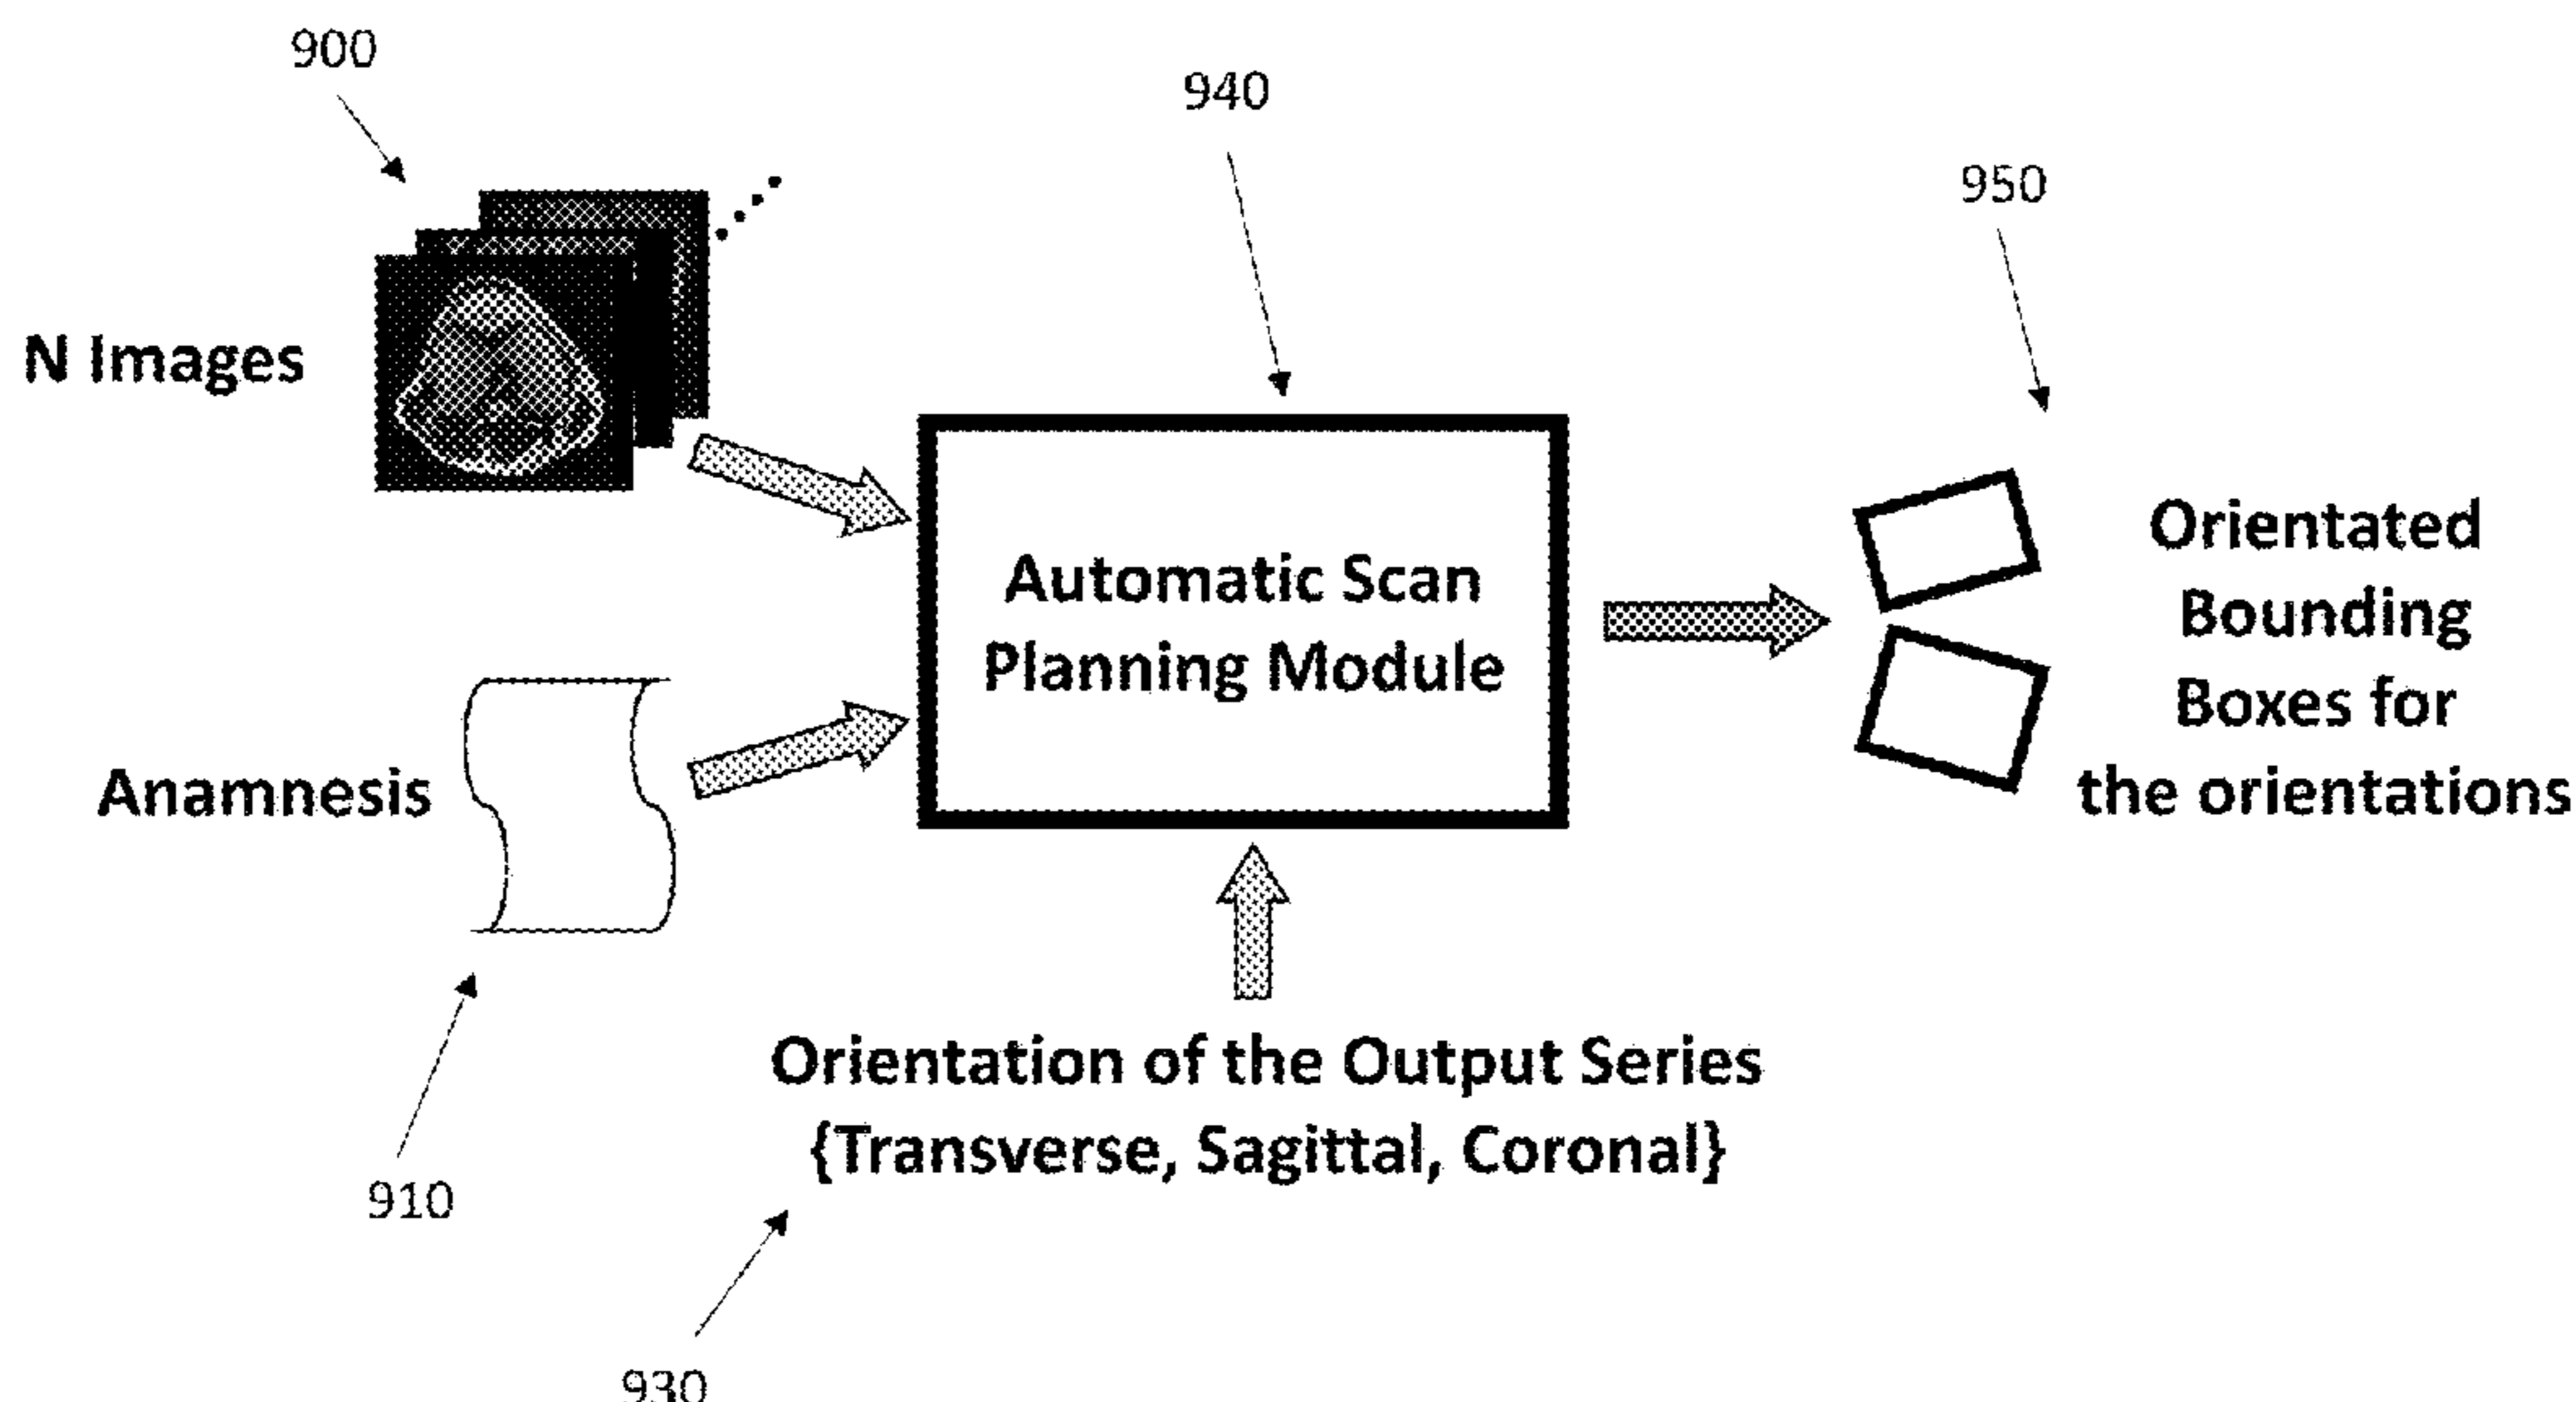 900
940
950
N Images
Automatic Scan
Planning Module
Orientated
Bounding
Boxes for
the orientations
Anamnesis
910
Orientation of the Output Series
{Transverse, Sagittal, Coronal}
930